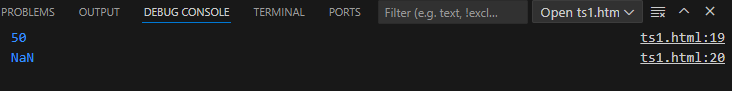 PROBLEMS OUTPUT DEBUG CONSOLE TERMINAL PORTS Filter (e.g. text, !excl... Open ts1.htm
50 ts1.html:19
NaN ts1.html:20